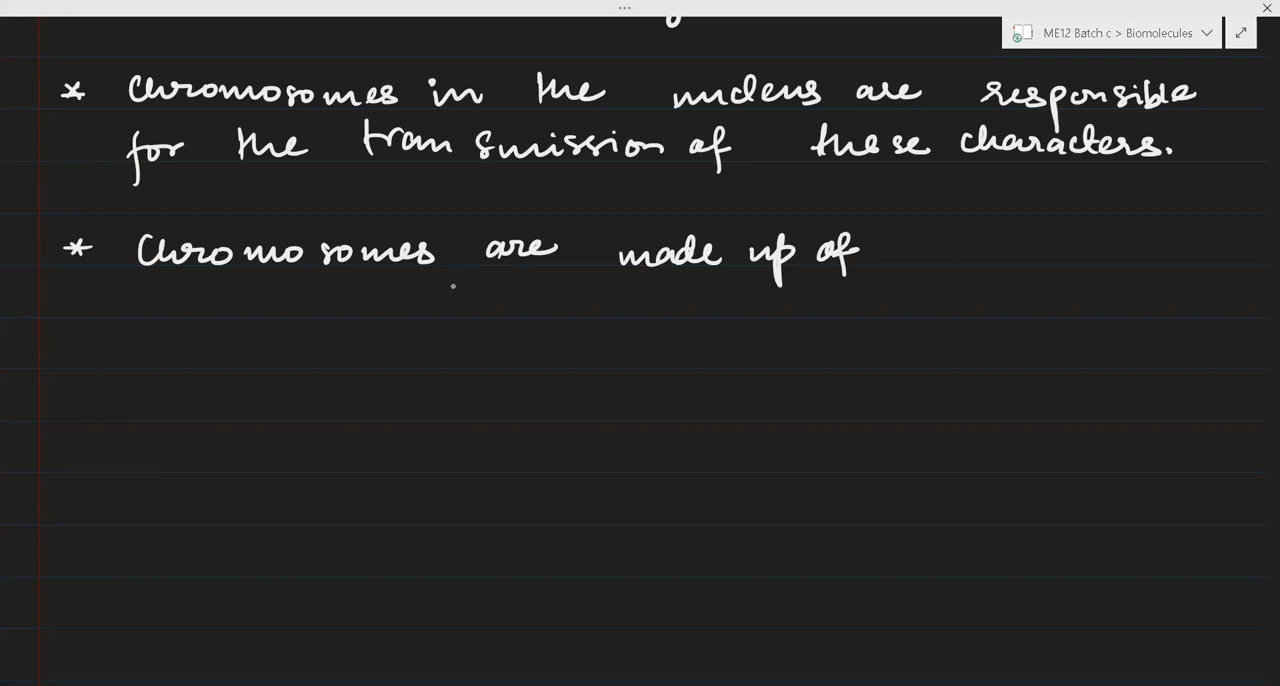 ME12 Batch c > Biomolecules
* Chromosomes in the nucleus are responsible
for the transmission of these characters.
* Chromosomes are made up of